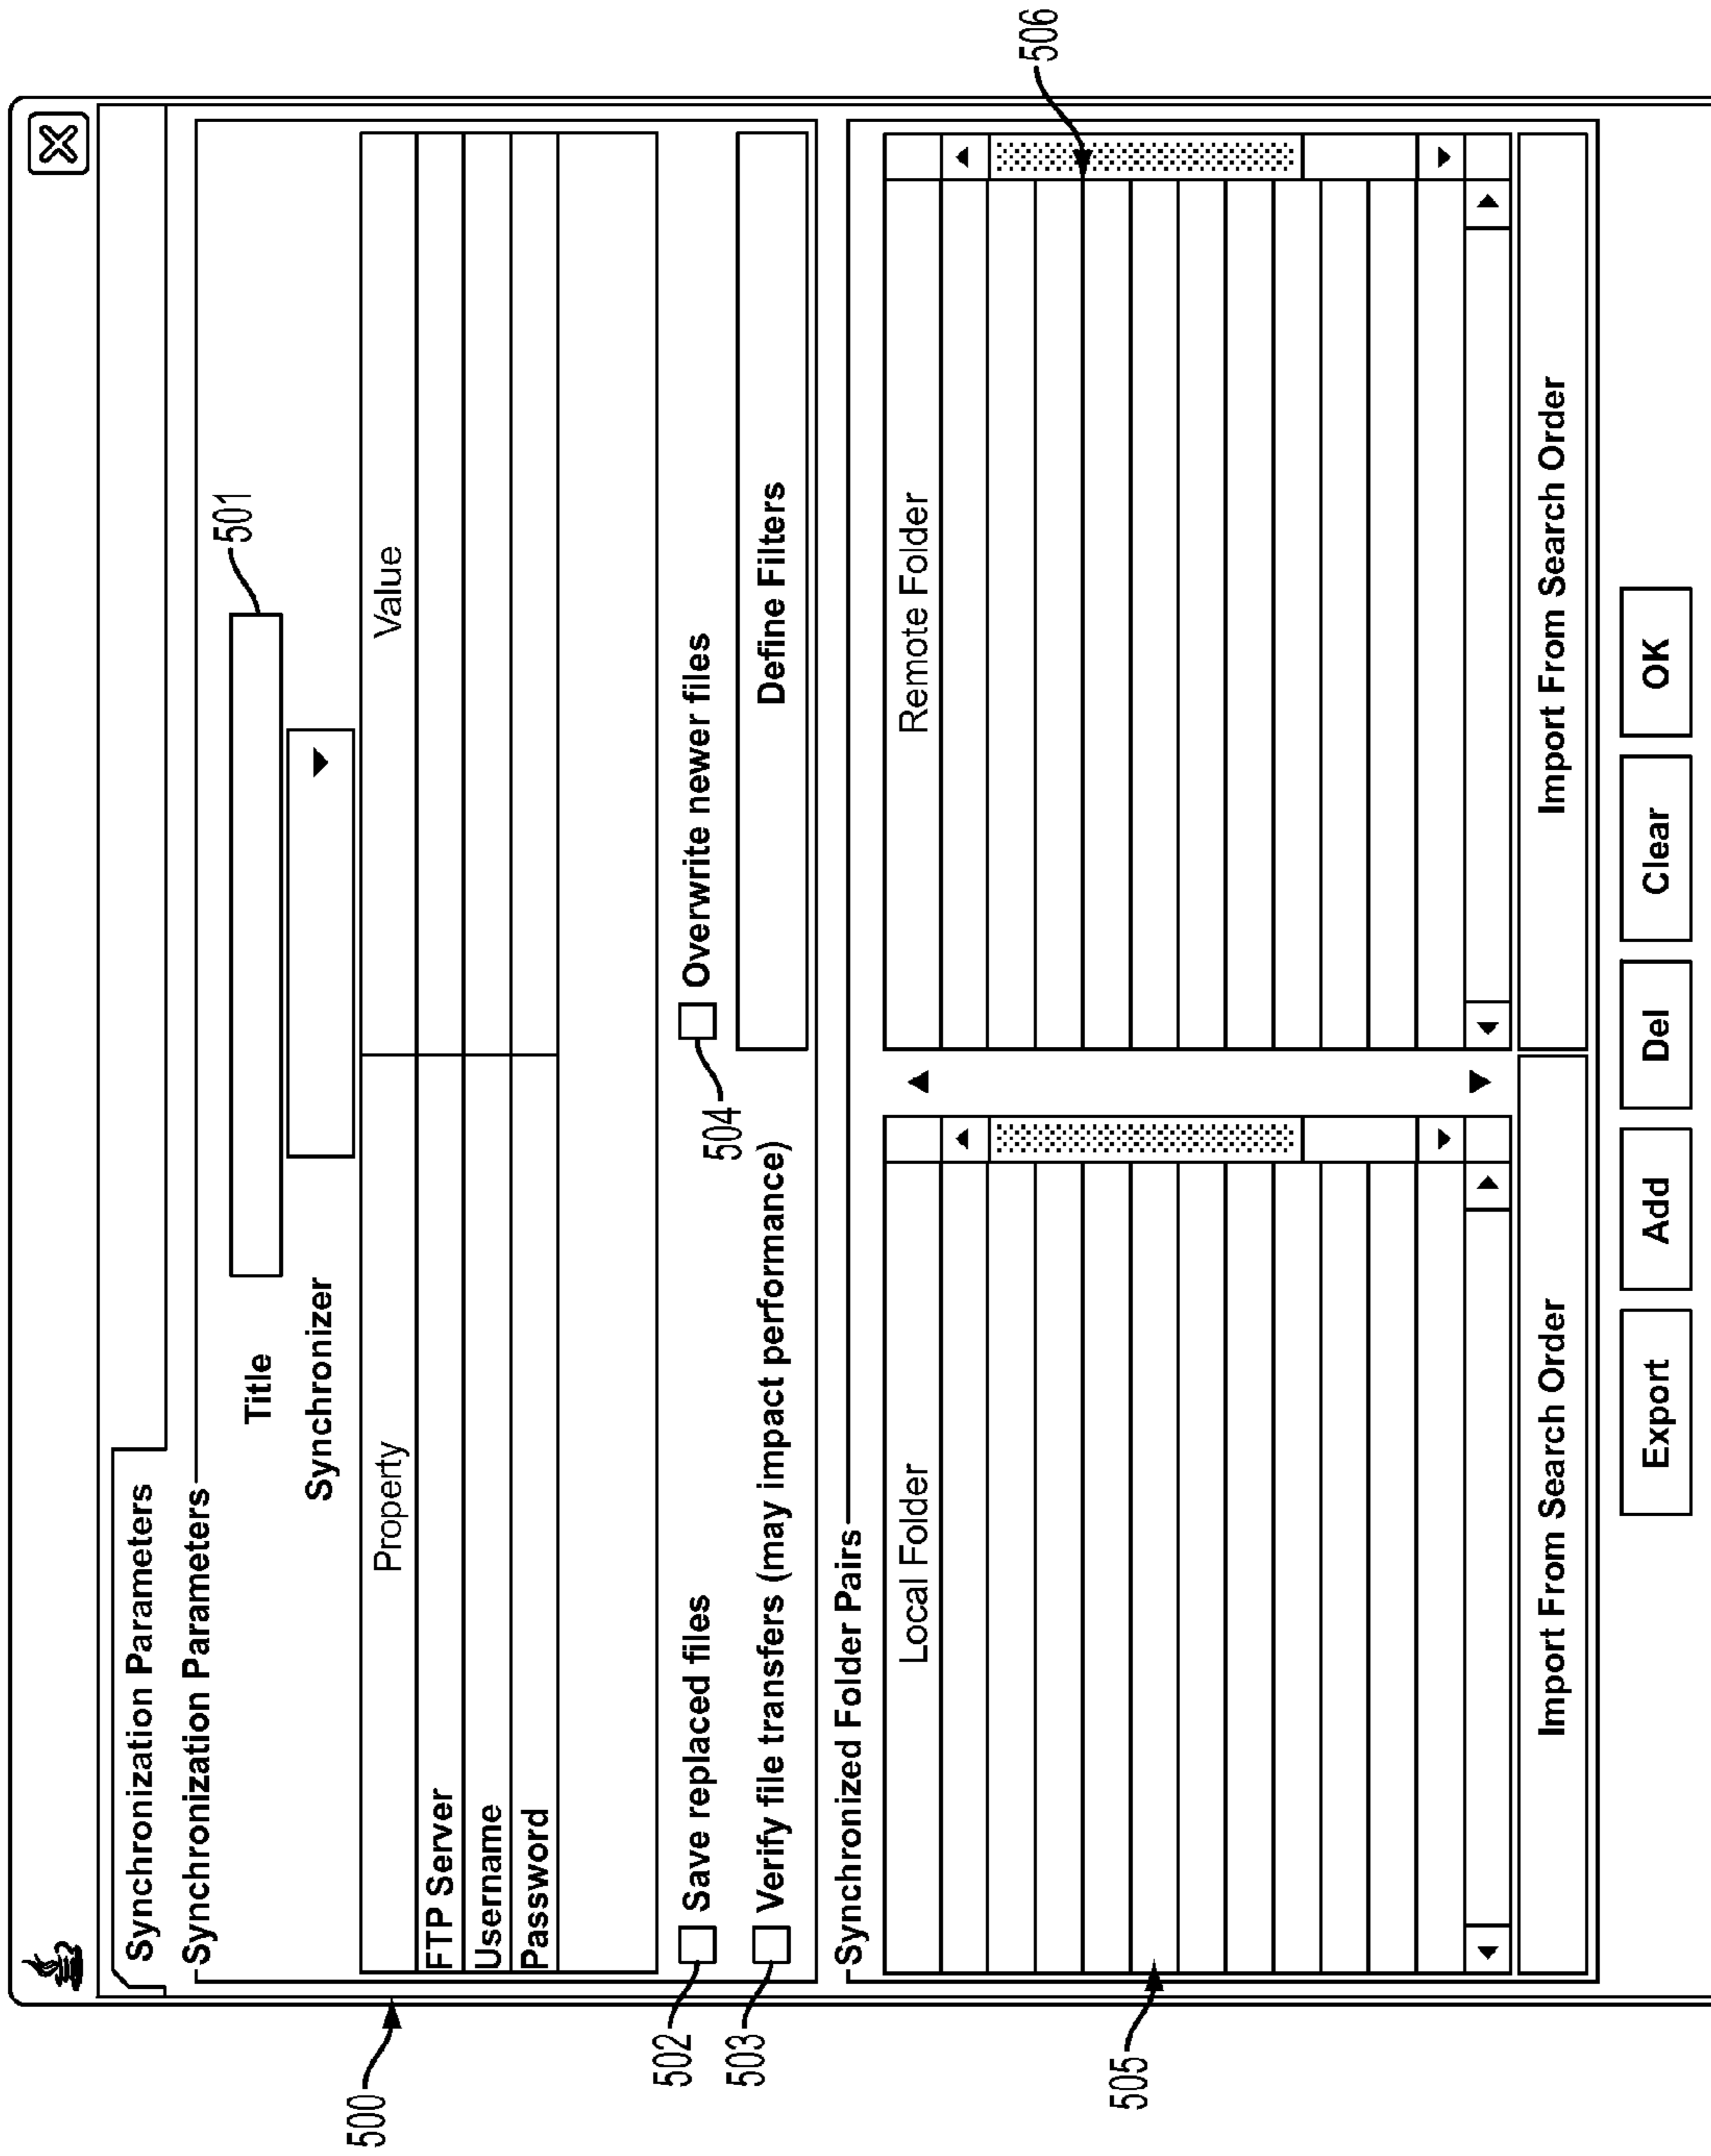 Synchronization Parameters
Synchronization Parameters
Title
501
Synchronizer
500
Property Value
FTP Server
Username
Password
502
Save replaced files
504
Overwrite newer files
503
Verify file transfers (may impact performance)
Define Filters
Synchronized Folder Pairs
Local Folder
Remote Folder
505
506
Import From Search Order
Import From Search Order
Export Add Del Clear OK